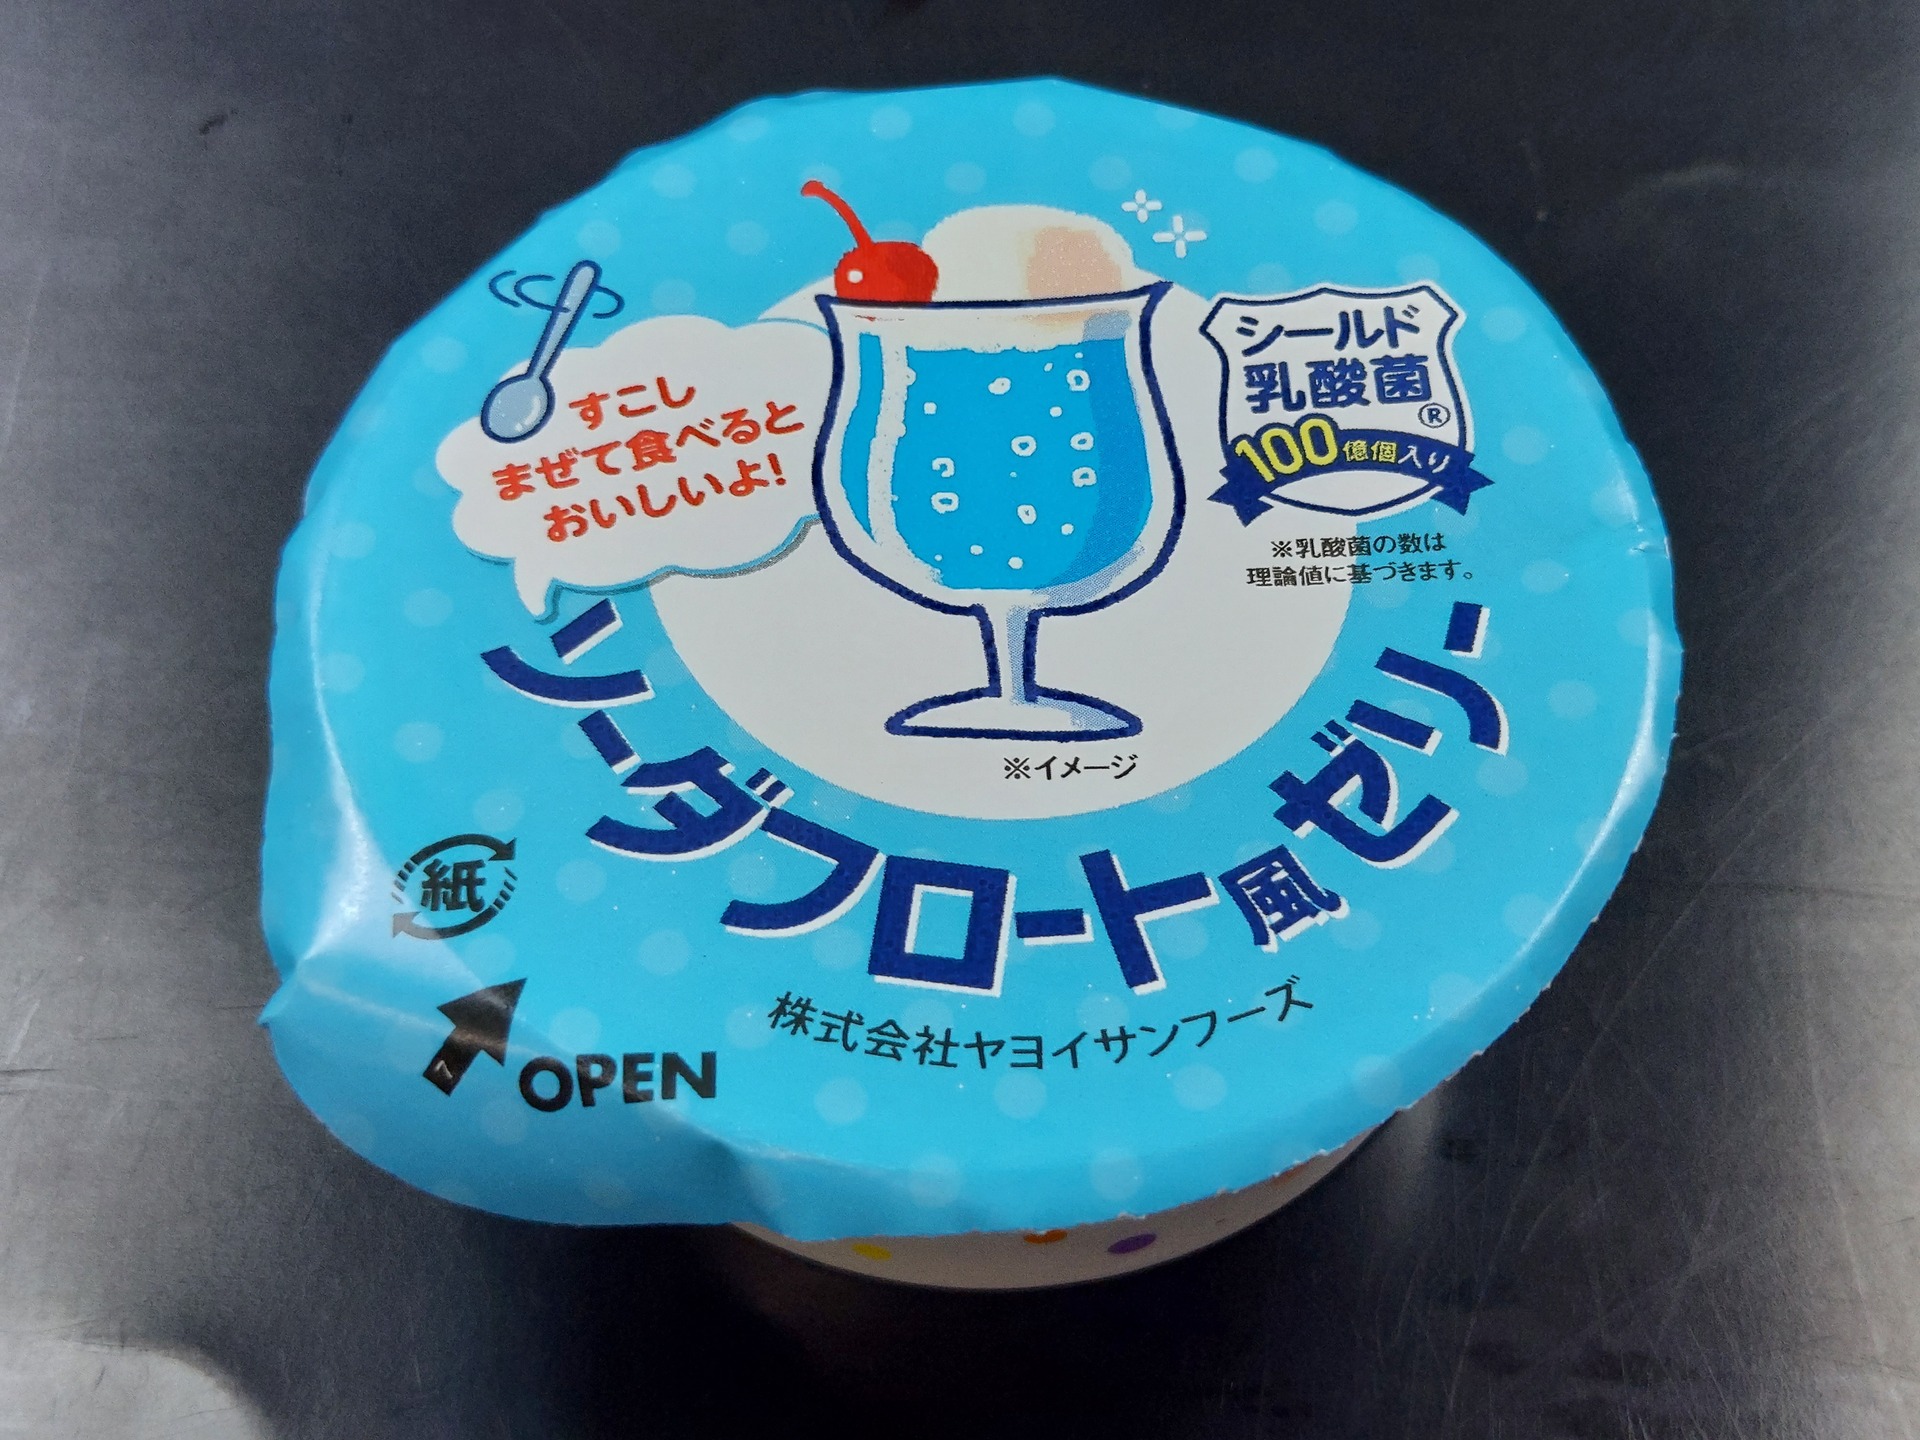 すこし
まぜて食べると
おいしいよ!
シールド
乳酸菌
®
100億個入り
※乳酸菌の数は
理論値に基づきます。
※イメージ
ソーダフロート風ゼリー
紙
OPEN
株式会社ヤヨイサンフーズ